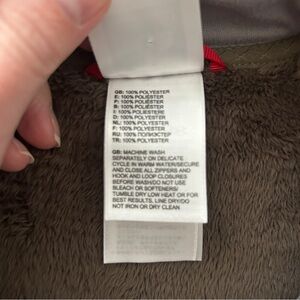 GB: 100% POLYESTER
E: 100% POLIÉSTER
P: 100% POLIÉSTER
B: 100% POLYESTER
I: 100% POLIESTERE
D: 100% POLYESTER
NL: 100% POLYESTER
F: 100% POLYESTER
RU: 100% ПОЛИЭСТЕР
TR: 100% POLYESTER
GB: MACHINE WASH
SEPARATELY ON DELICATE
CYCLE IN WARM WATER/SECURE
AND CLOSE ALL ZIPPERS AND
HOOK AND LOOP CLOSURES
BEFORE WASH/DO NOT USE
BLEACH OR SOFTENERS/
TUMBLE DRY LOW HEAT OR FOR
BEST RESULTS, LINE DRY/DO
NOT IRON OR DRY CLEAN